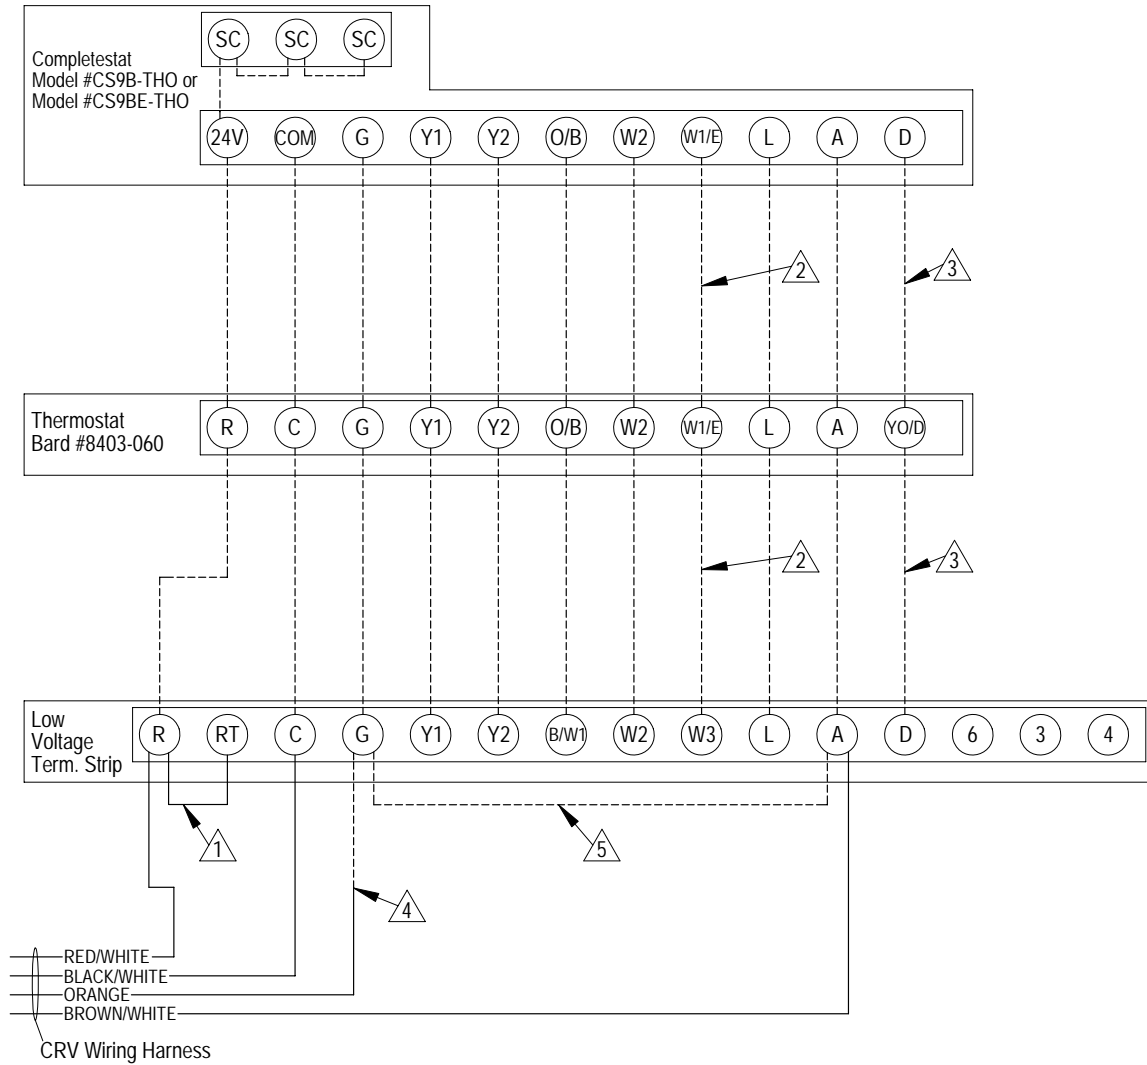 SC SC SC
Completestat
Model #CS9B-THO or
Model #CS9BE-THO
24V COM G Y1 Y2 O/B W2 W1/E L A D
2 3
Thermostat
Bard #8403-060
R C G Y1 Y2 O/B W2 W1/E L A YO/D
2 3
Low
Voltage
Term. Strip
R RT C G Y1 Y2 B/W1 W2 W3 L A D 6 3 4
1 5
4
RED/WHITE
BLACK/WHITE
ORANGE
BROWN/WHITE
CRV Wiring Harness